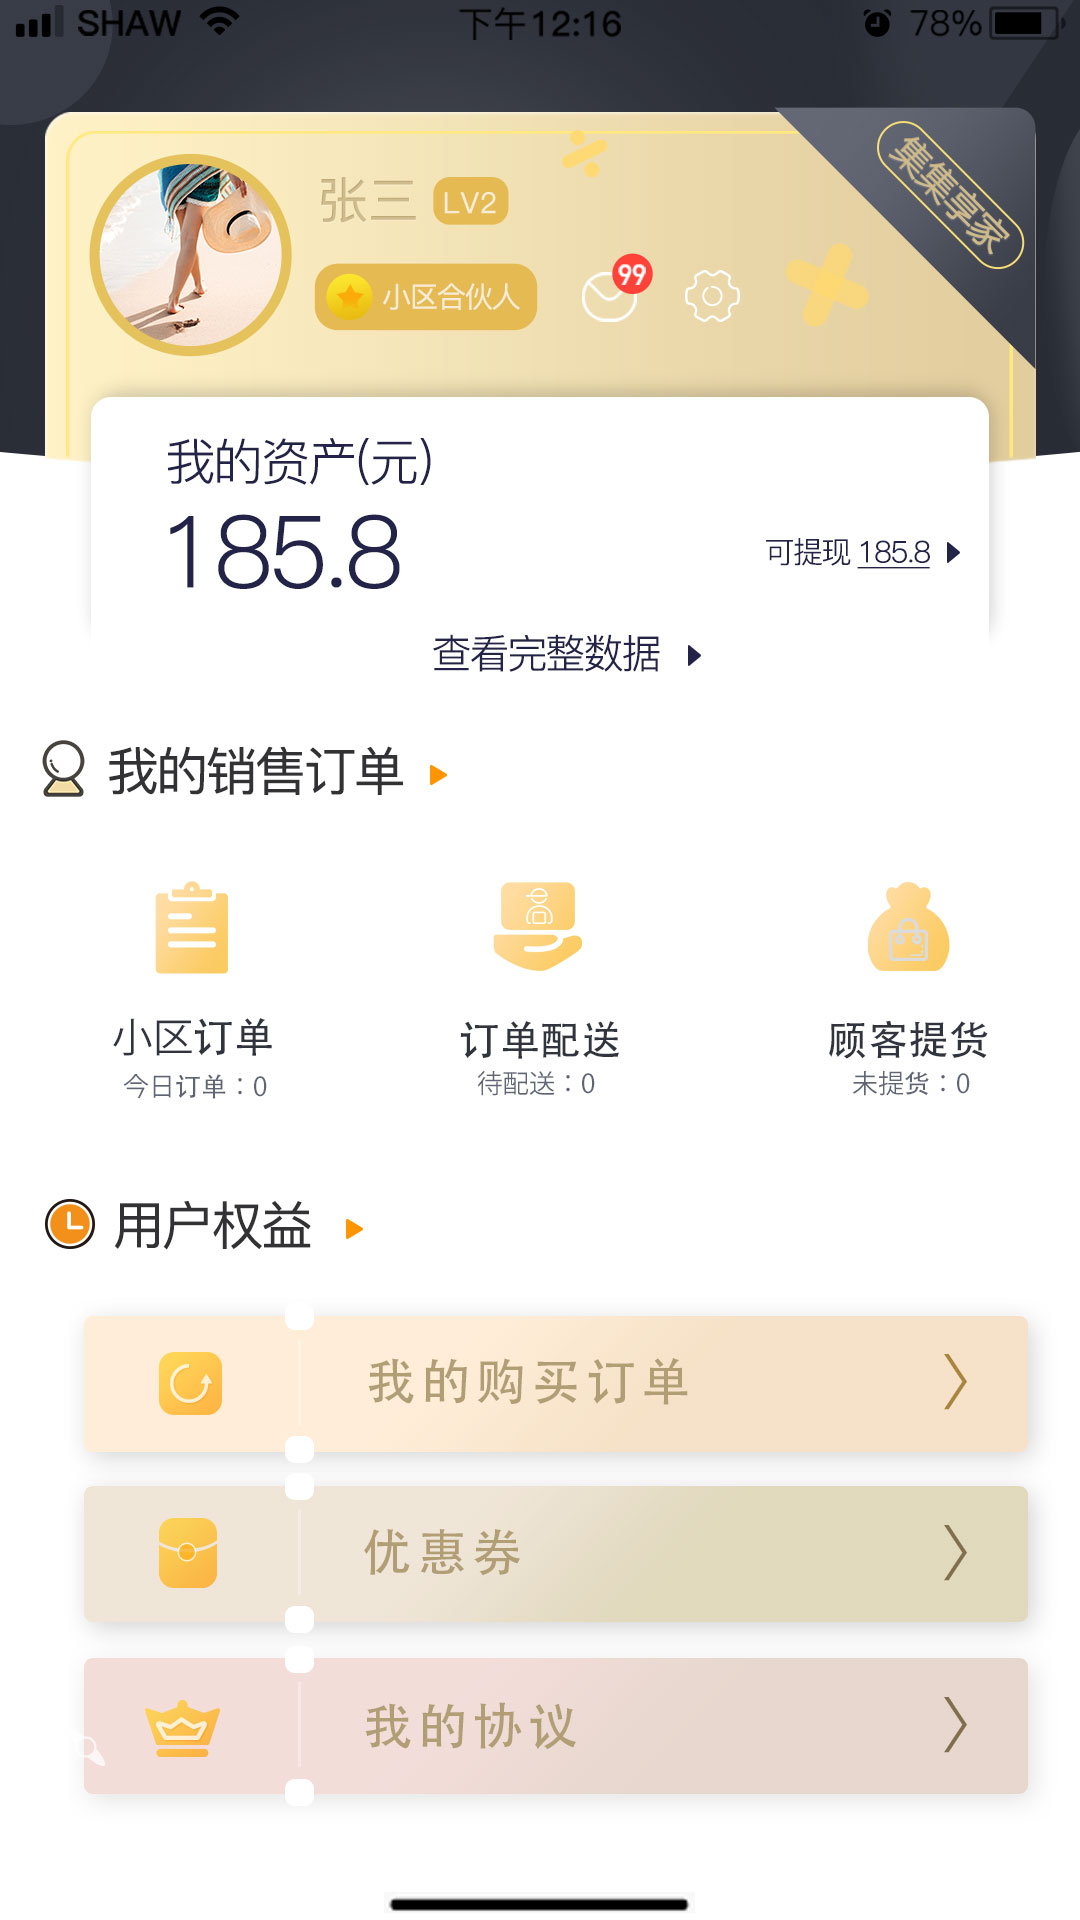 SHAW 下午12:16 78%
集集享家
张三 LV2
小区合伙人 99
我的资产(元)
185.8
可提现 185.8
查看完整数据
我的销售订单
小区订单 订单配送 顾客提货
今日订单：0 待配送：0 未提货：0
用户权益
我的购买订单
优惠券
我的协议